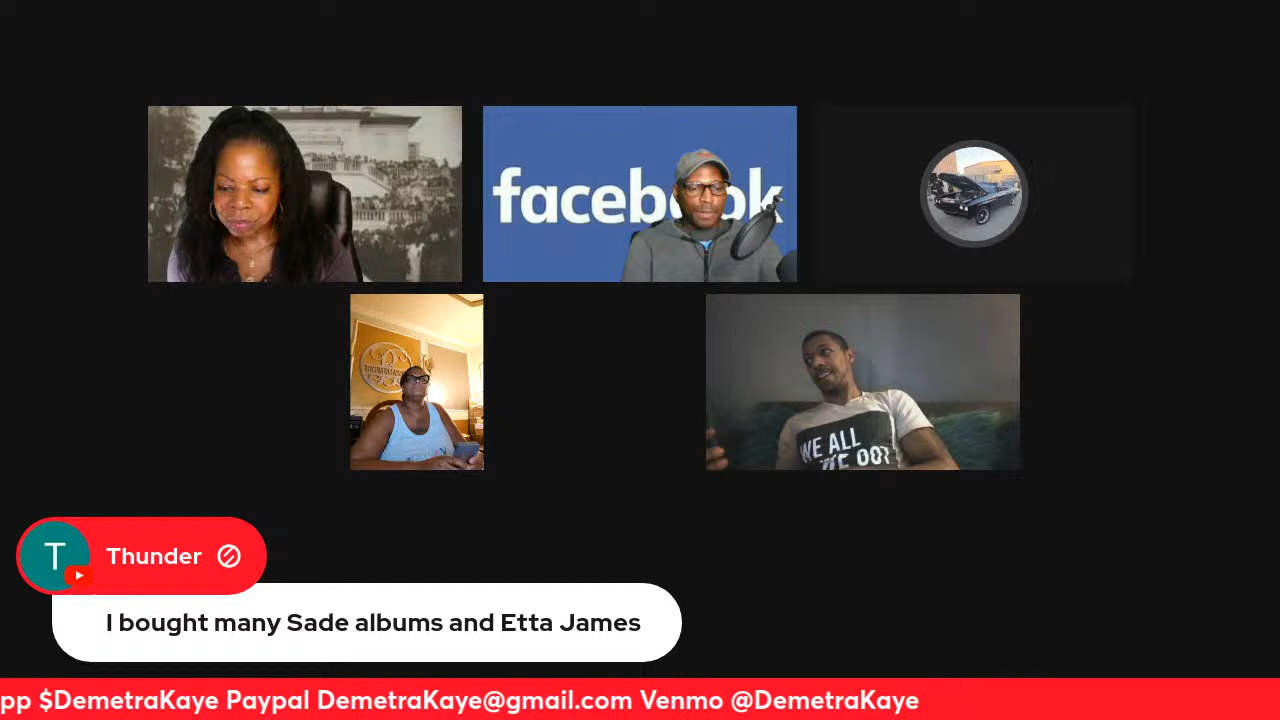 facebook
WE ALL
T
Thunder
I bought many Sade albums and Etta James
pp $DemetraKaye Paypal DemetraKaye@gmail.com Venmo @DemetraKaye